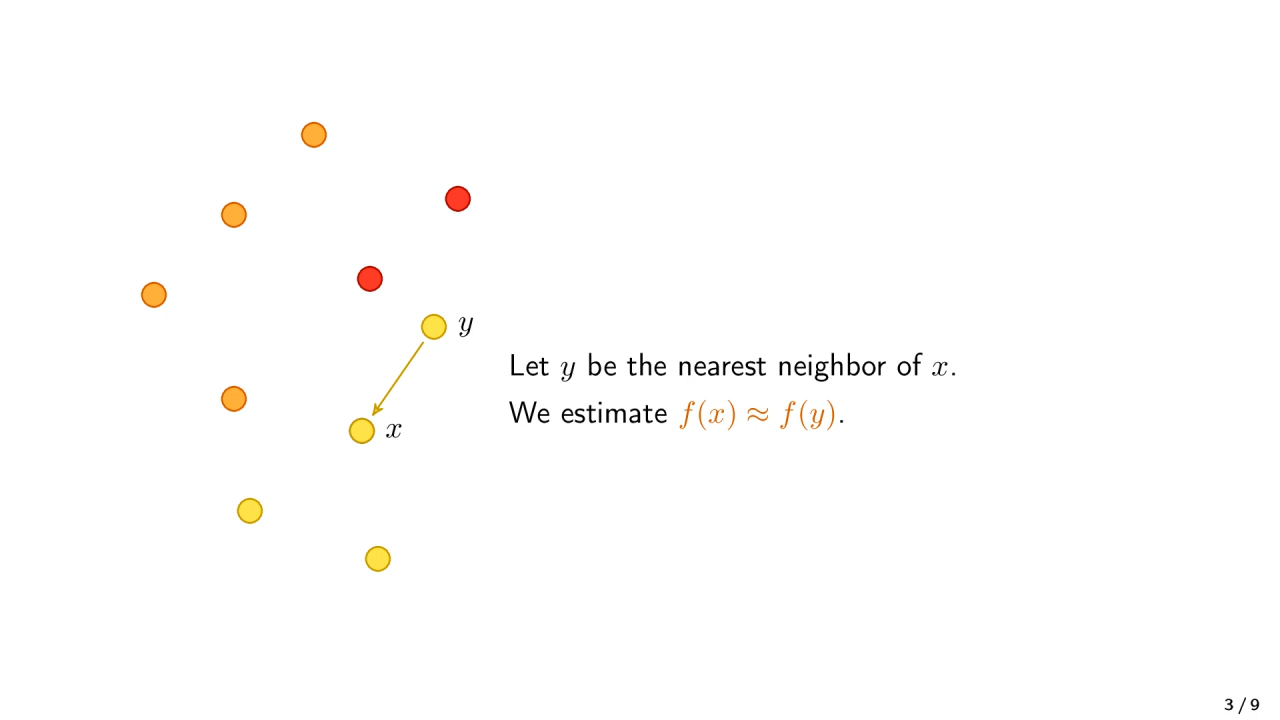 y
Let y be the nearest neighbor of x.
We estimate f(x) ≈ f(y).
x
3 / 9